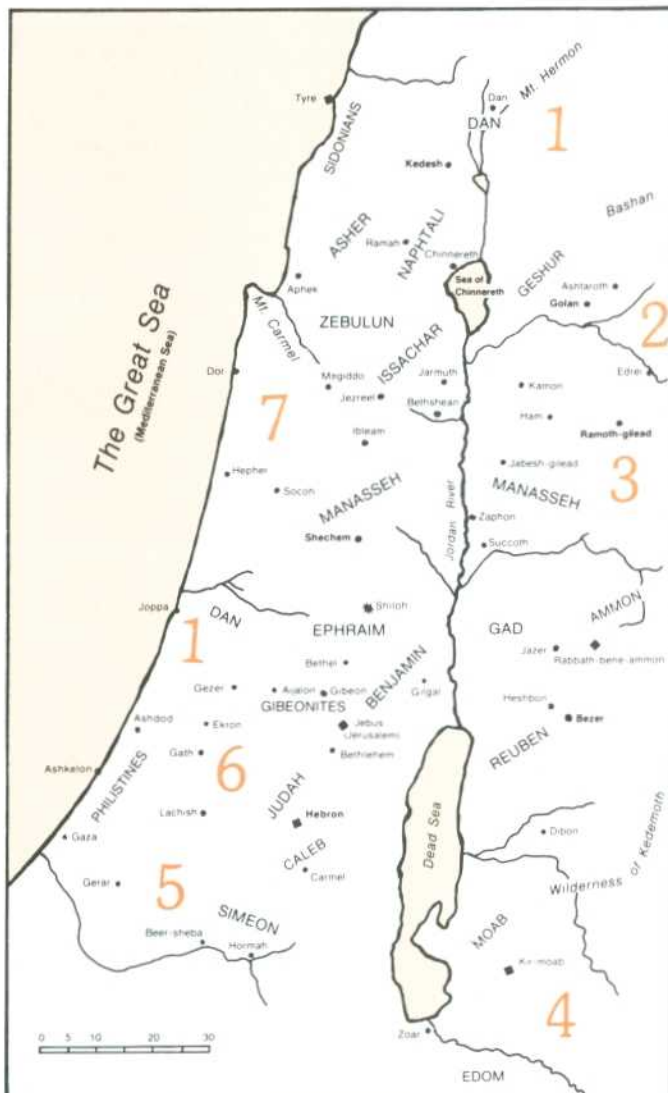 Mt. Hermon
Dan
DAN
1
Tyre
SIDONIANS
Kedesh
Bashan
ASHER
NAPHTALI
Ramah
Chinnereth
GESHUR
Sea of
Chinnereth
Ashtaroth
Golan
Aphek
Mt. Carmel
ZEBULUN
2
The Great Sea
(Mediterranean Sea)
Dor
ISSACHAR
Megiddo
Jarmuth
Edrei
Kamon
Jezreel
Bethshean
7
Ham
Ramoth-gilead
Ibleam
Jabesh-gilead
3
Hepher
Socon
MANASSEH
MANASSEH
Jordan River
Zaphon
Shechem
Succom
Joppa
DAN
Shiloh
AMMON
EPHRAIM
GAD
1
Jazer
Rabbath-bene-ammon
Bethel
BENJAMIN
Gezer
Aijalon
Gibeon
GIBEONITES
Heshbon
Bezer
Ashdod
Ekron
Jebus
(Jerusalem)
REUBEN
Gath
Bethlehem
6
Ashkelon
PHILISTINES
JUDAH
Lachish
Hebron
Dead Sea
Dibon
Gaza
CALEB
Carmel
Wilderness of Kedemoth
Gerar
5
SIMEON
MOAB
Beer-sheba
Hormah
Kir-moab
4
Zoar
EDOM
0 5 10 20 30